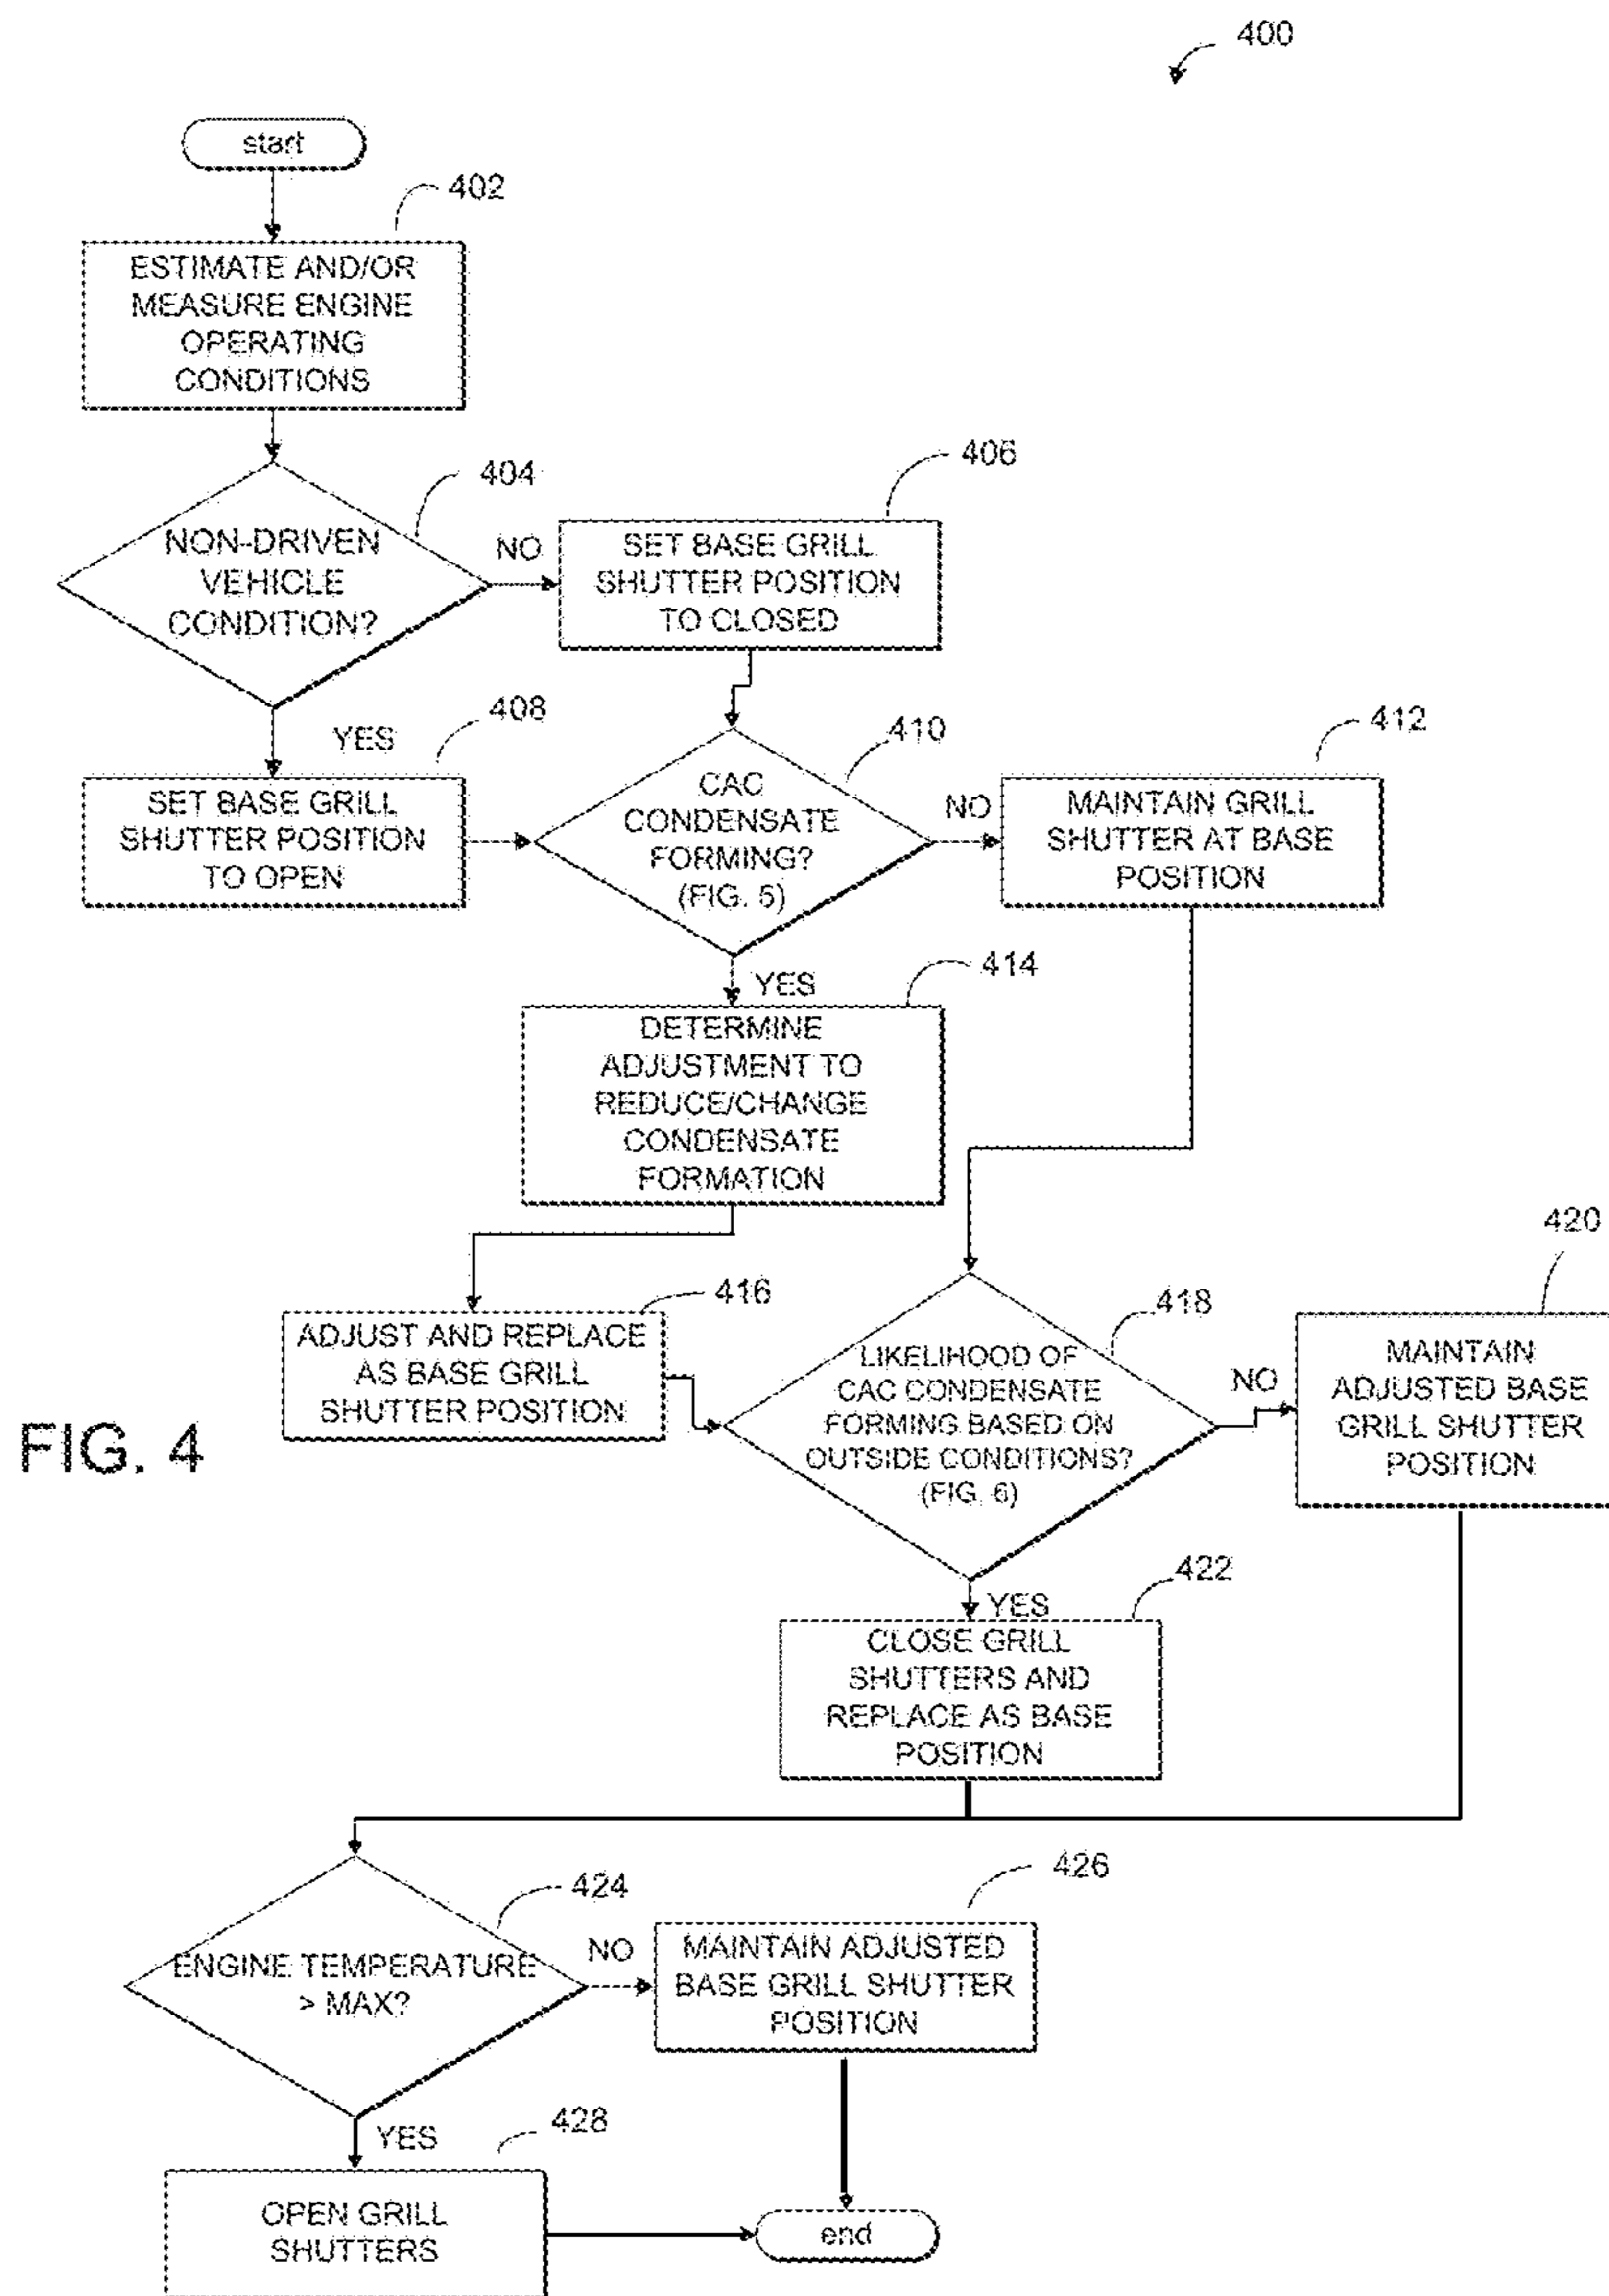 400
start
402
ESTIMATE AND/OR
MEASURE ENGINE
OPERATING
CONDITIONS
404
NON-DRIVEN
VEHICLE
CONDITION?
NO
406
SET BASE GRILL
SHUTTER POSITION
TO CLOSED
YES
408
SET BASE GRILL
SHUTTER POSITION
TO OPEN
410
CAC
CONDENSATE
FORMING?
(FIG. 5)
NO
412
MAINTAIN GRILL
SHUTTER AT BASE
POSITION
YES
414
DETERMINE
ADJUSTMENT TO
REDUCE/CHANGE
CONDENSATE
FORMATION
416
ADJUST AND REPLACE
AS BASE GRILL
SHUTTER POSITION
418
LIKELIHOOD OF
CAC CONDENSATE
FORMING BASED ON
OUTSIDE CONDITIONS?
(FIG. 6)
NO
420
MAINTAIN
ADJUSTED BASE
GRILL SHUTTER
POSITION
FIG. 4
YES
422
CLOSE GRILL
SHUTTERS AND
REPLACE AS BASE
POSITION
424
ENGINE TEMPERATURE
> MAX?
NO
426
MAINTAIN ADJUSTED
BASE GRILL SHUTTER
POSITION
YES
428
OPEN GRILL
SHUTTERS
end